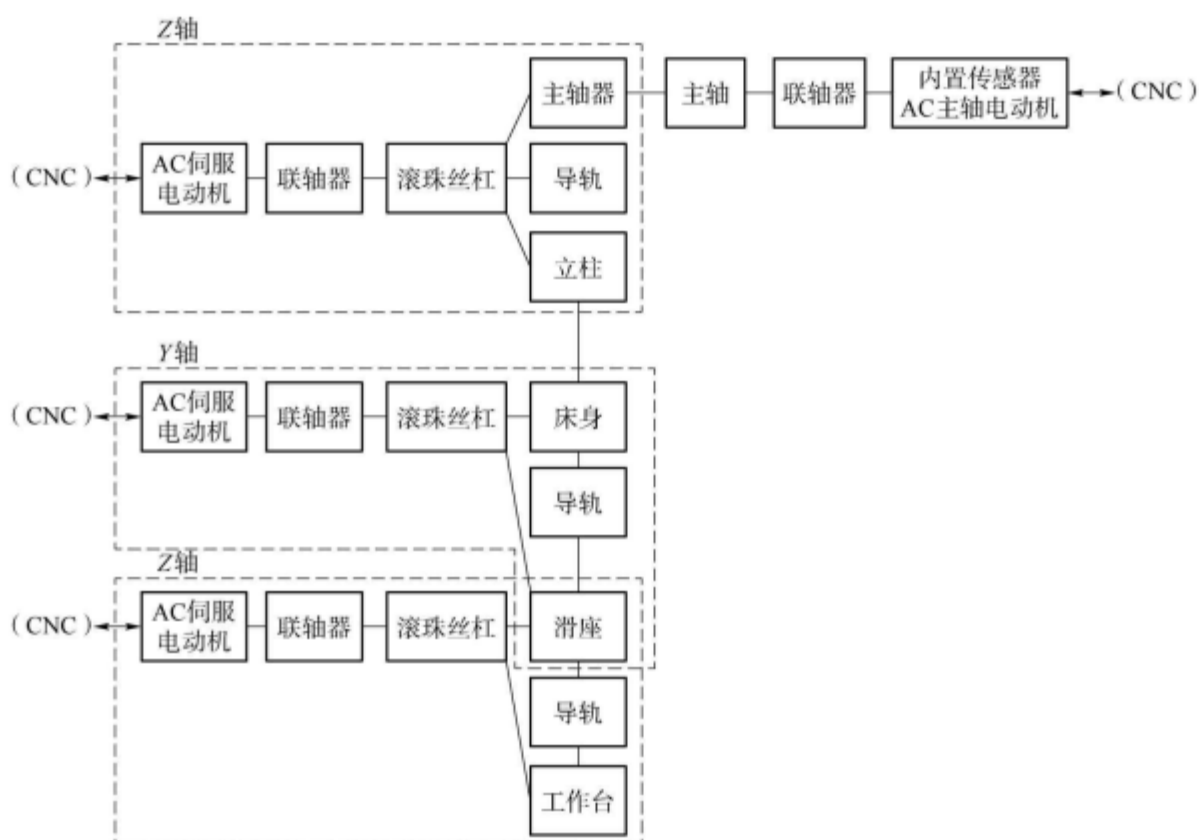 Z轴
主轴器
主轴
联轴器
内置传感器
AC主轴电动机
(CNC)
(CNC)
AC伺服
电动机
联轴器
滚珠丝杠
导轨
立柱
Y轴
(CNC)
AC伺服
电动机
联轴器
滚珠丝杠
床身
导轨
Z轴
(CNC)
AC伺服
电动机
联轴器
滚珠丝杠
滑座
导轨
工作台